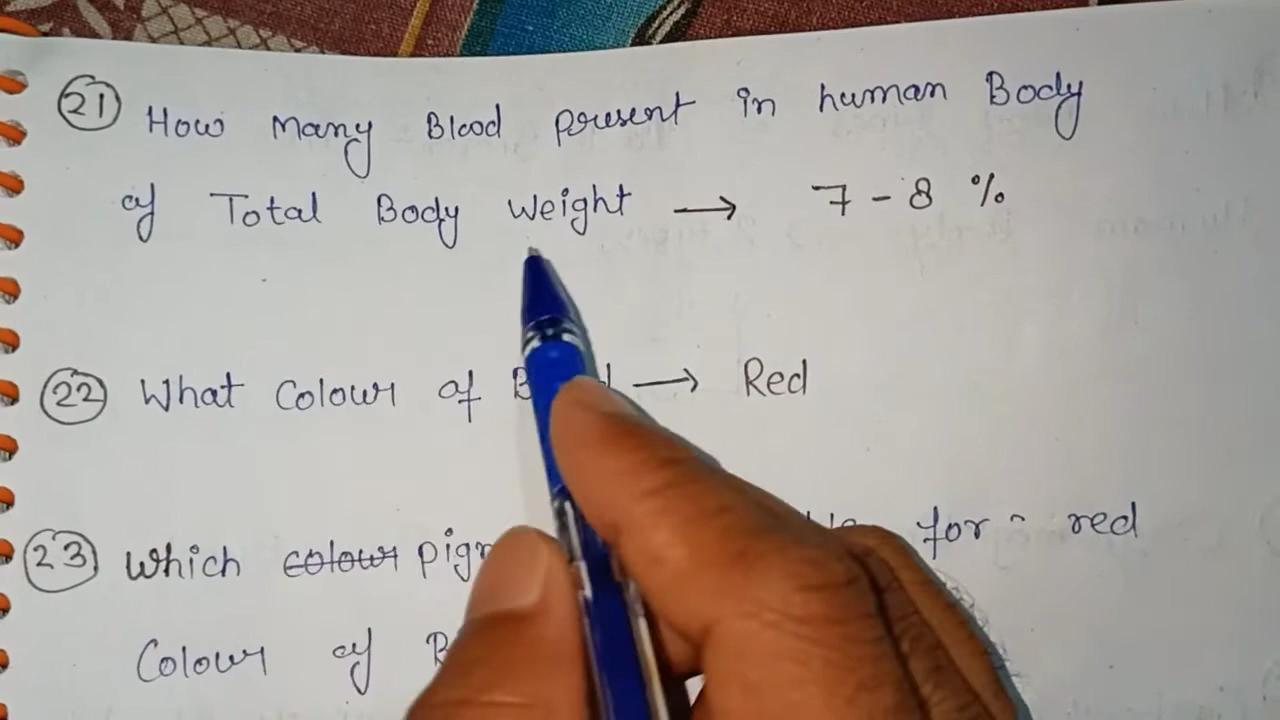 21 How Many Blood present in human Body
of Total Body weight → 7-8 %
22 What Colour of → Red
23 which colour for red
Colour of